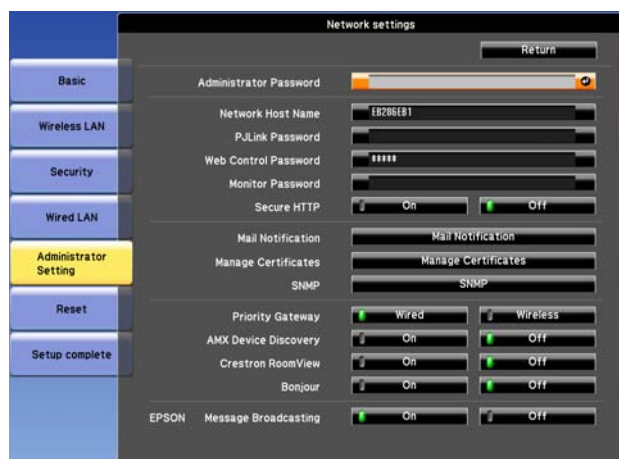 Network settings
Return
Basic
Wireless LAN
Security
Wired LAN
Administrator
Setting
Reset
Setup complete
Administrator Password
Network Host Name EB286EB1
PJLink Password
Web Control Password *****
Monitor Password
Secure HTTP On Off
Mail Notification Mail Notification
Manage Certificates Manage Certificates
SNMP SNMP
Priority Gateway Wired Wireless
AMX Device Discovery On Off
Crestron RoomView On Off
Bonjour On Off
EPSON Message Broadcasting On Off